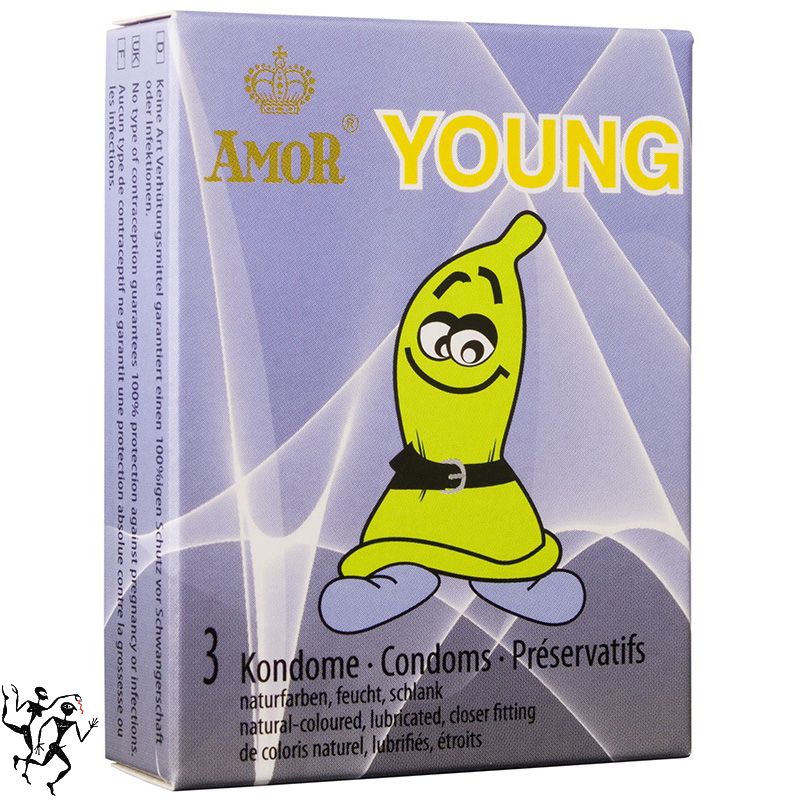 AMOR®
YOUNG
3 Kondome · Condoms · Préservatifs
naturfarben, feucht, schlank
natural-coloured, lubricated, closer fitting
de coloris naturel, lubrifiés, étroits
D Keine Art Verhütungsmittel garantiert einen 100%igen Schutz vor Schwangerschaft
oder Infektionen.
UK No type of contraception guarantees 100% protection against pregnancy or infections.
F Aucun type de contraceptif ne garantit une protection absolue contre la grossesse ou
les infections.